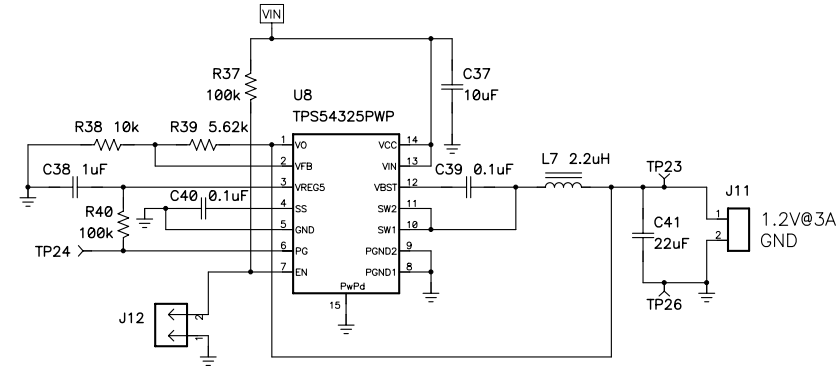 VIN
R37
100k
C37
10uF
U8
TPS54325PWP
R38 10k
R39 5.62k
1 VO
2 VFB
3 VREG5
4 SS
5 GND
6 PG
7 EN
VCC 14
VIN 13
VBST 12
SW2 11
SW1 10
PGND2 9
PGND1 8
PwPd
15
C38 1uF
C40 0.1uF
R40
100k
TP24
J12
2
1
C39 0.1uF
L7 2.2uH
TP23
C41
22uF
TP26
J11
1
2
1.2V@3A
GND